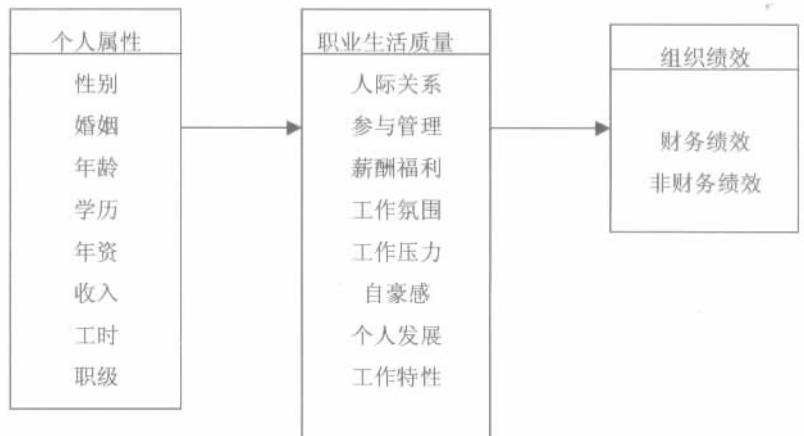 个人属性
性别
婚姻
年龄
学历
年资
收入
工时
职级
职业生活质量
人际关系
参与管理
薪酬福利
工作氛围
工作压力
自豪感
个人发展
工作特性
组织绩效
财务绩效
非财务绩效